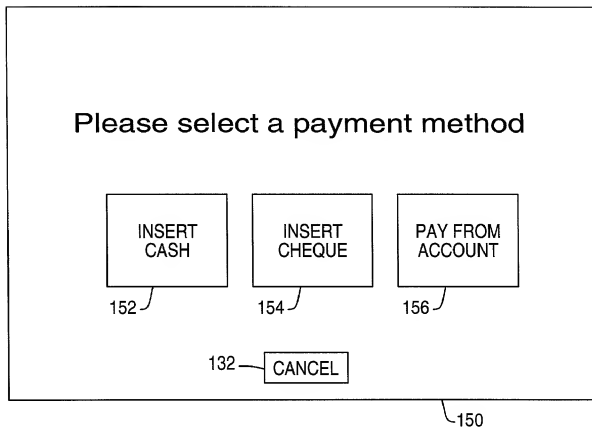 Please select a payment method
INSERT CASH
INSERT CHEQUE
PAY FROM ACCOUNT
152
154
156
132
CANCEL
150